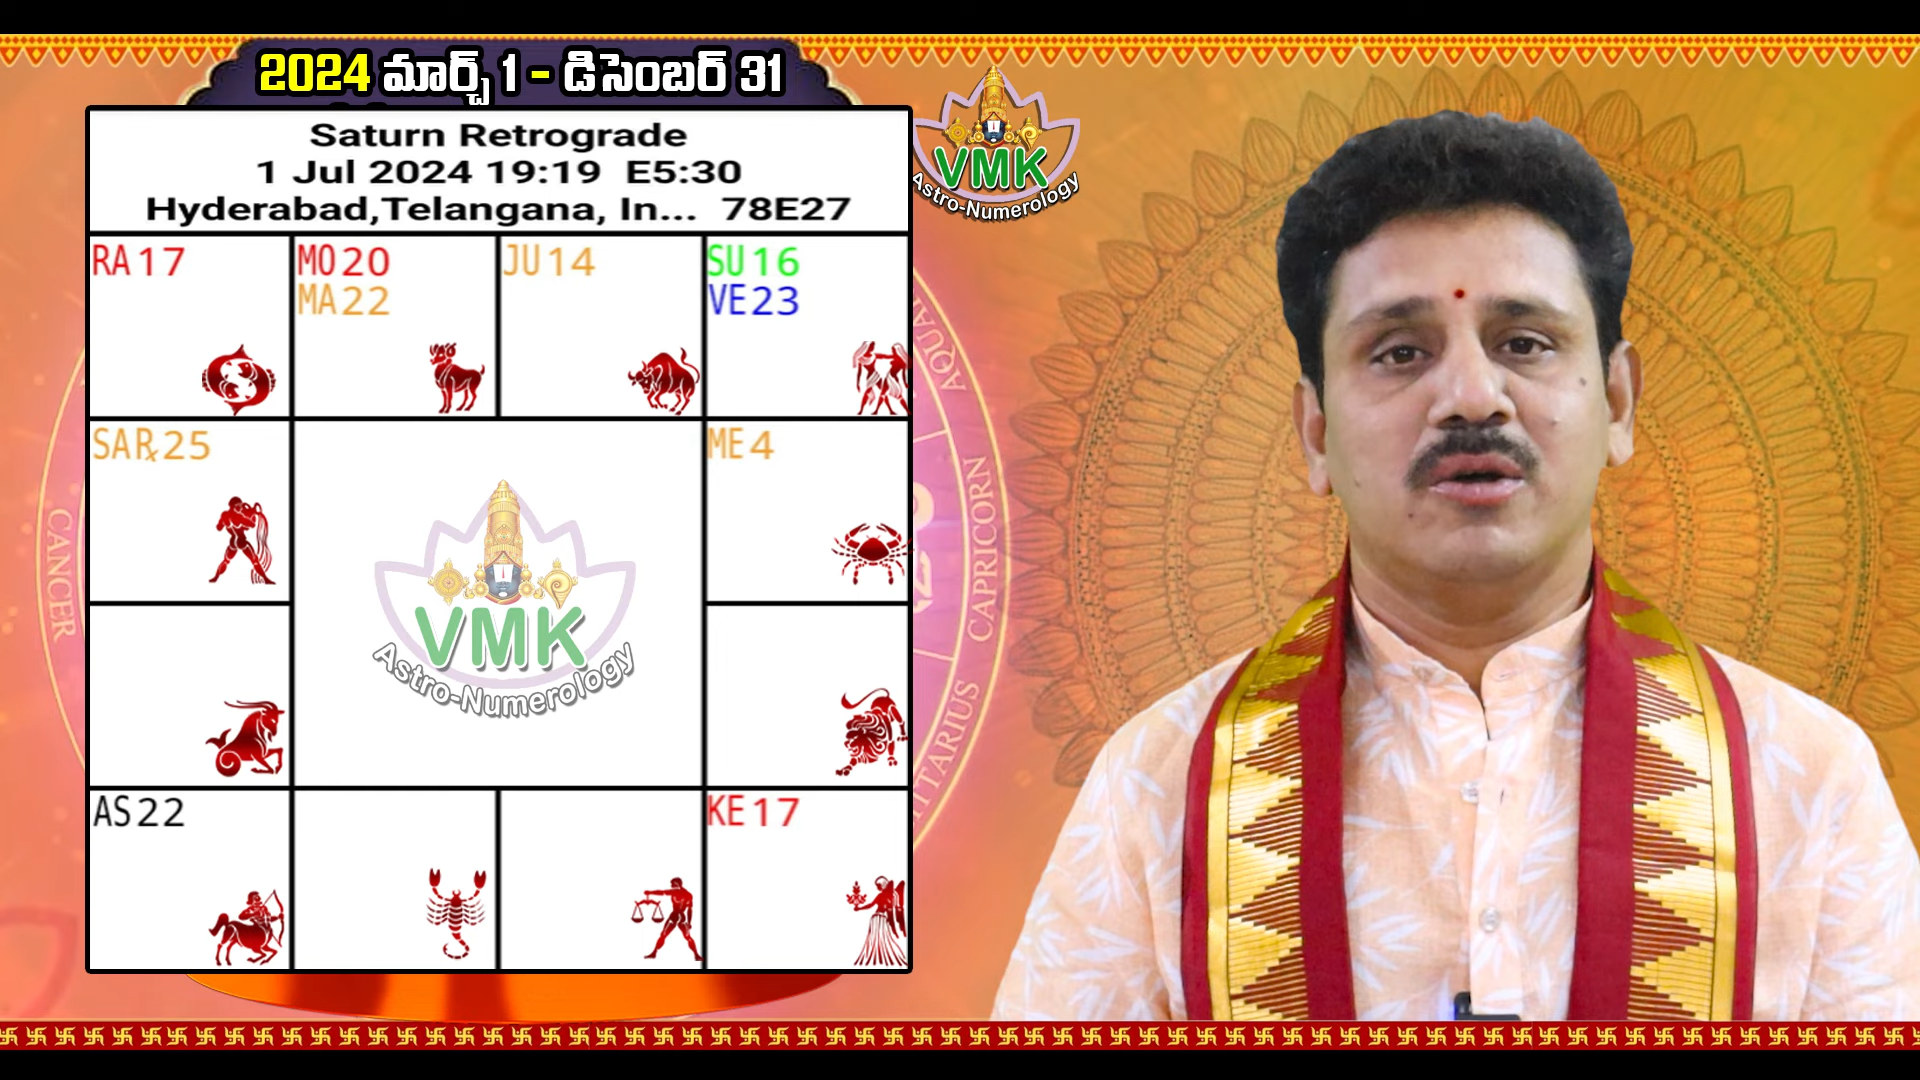 2024 మార్చ్ 1 - డిసెంబర్ 31
Saturn Retrograde
1 Jul 2024 19:19 E5:30
Hyderabad,Telangana, In... 78E27
VMK
Astro-Numerology
RA 17
MO 20
MA 22
JU 14
SU 16
VE 23
SA℞ 25
ME 4
VMK
Astro-Numerology
AS 22
KE 17
CANCER
CAPRICORN